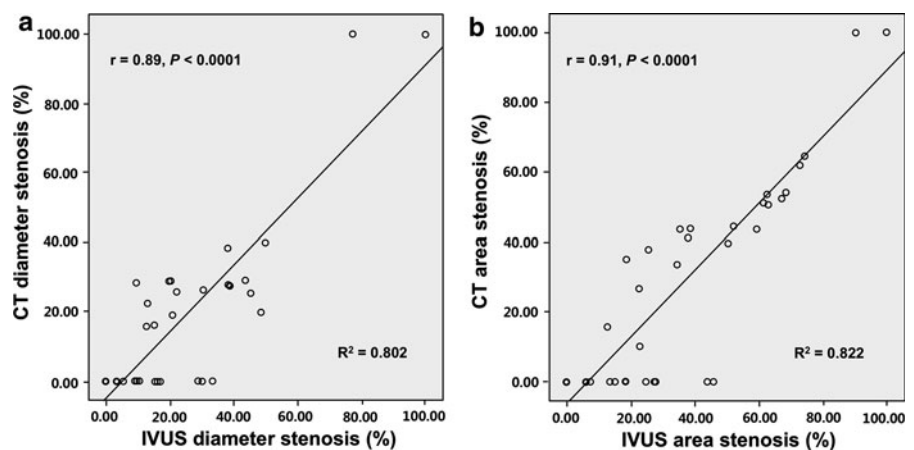 a
r = 0.89, P < 0.0001
CT diameter stenosis (%)
100.00
80.00
60.00
40.00
20.00
0.00
R² = 0.802
0.00 20.00 40.00 60.00 80.00 100.00
IVUS diameter stenosis (%)
b
r = 0.91, P < 0.0001
CT area stenosis (%)
100.00
80.00
60.00
40.00
20.00
0.00
R² = 0.822
0.00 20.00 40.00 60.00 80.00 100.00
IVUS area stenosis (%)